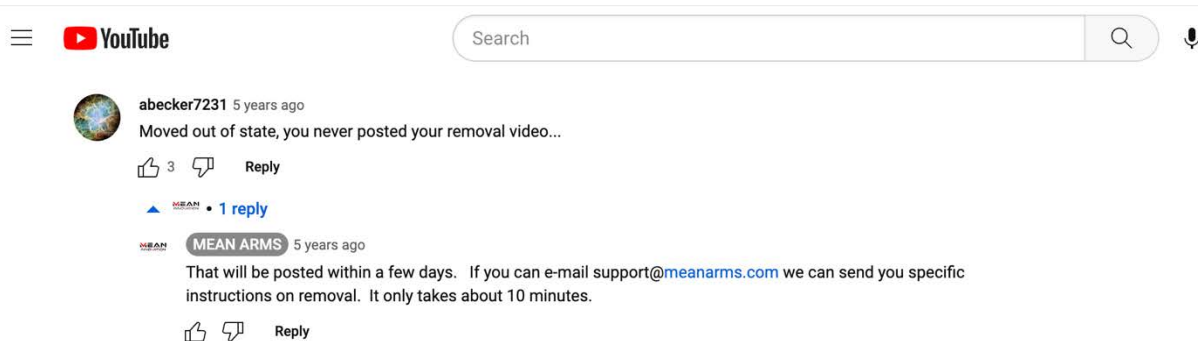 YouTube
Search
abecker7231 5 years ago
Moved out of state, you never posted your removal video...
3 Reply
MEAN • 1 reply
MEAN MEAN ARMS 5 years ago
That will be posted within a few days.   If you can e-mail support@meanarms.com we can send you specific
instructions on removal.  It only takes about 10 minutes.
Reply